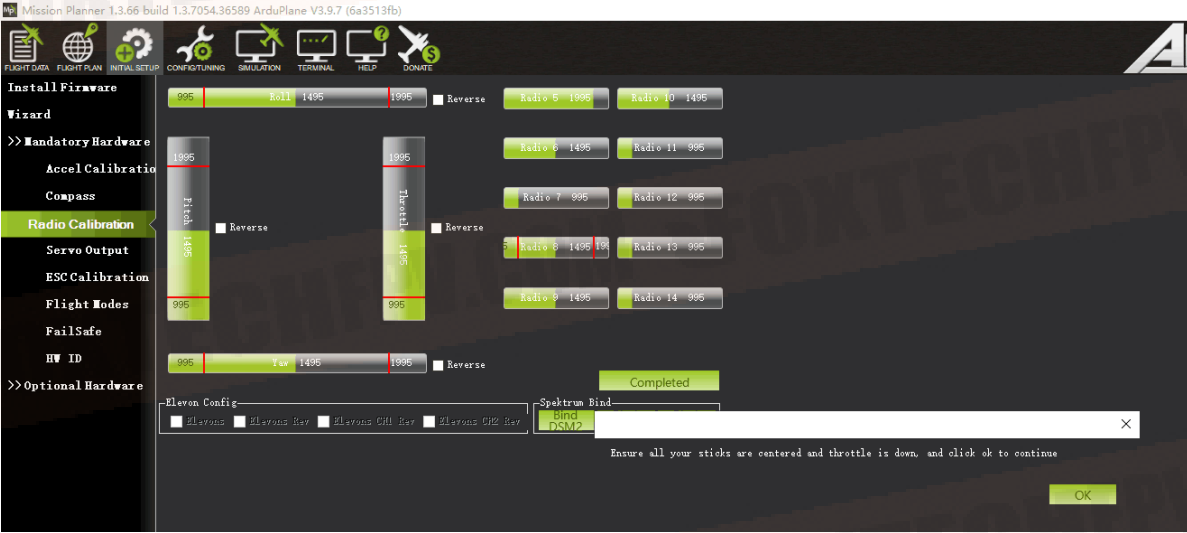 Mission Planner 1.3.66 build 1.3.7054.36589 ArduPlane V3.9.7 (6a3513fb)
FLIGHT DATA FLIGHT PLAN INITIAL SETUP CONFIG/TUNING SIMULATION TERMINAL HELP DONATE
Install Firmware
Wizard
>> Mandatory Hardware
Accel Calibratio
Compass
Radio Calibration
Servo Output
ESC Calibration
Flight Modes
FailSafe
HW ID
>> Optional Hardware
995 Roll 1495 1995 Reverse
1995
Pitch 1495
995
Reverse
1995
Throttle 1495
995
Reverse
995 Yaw 1495 1995 Reverse
Radio 5 1995 Radio 10 1495
Radio 6 1495 Radio 11 995
Radio 7 995 Radio 12 995
Radio 8 1495 Radio 13 995
Radio 9 1495 Radio 14 995
Completed
Elevon Config
Elevons Elevons Rev Elevons CH1 Rev Elevons CH2 Rev
Spektrum Bind
Bind
DSM2
Ensure all your sticks are centered and throttle is down, and click ok to continue
OK